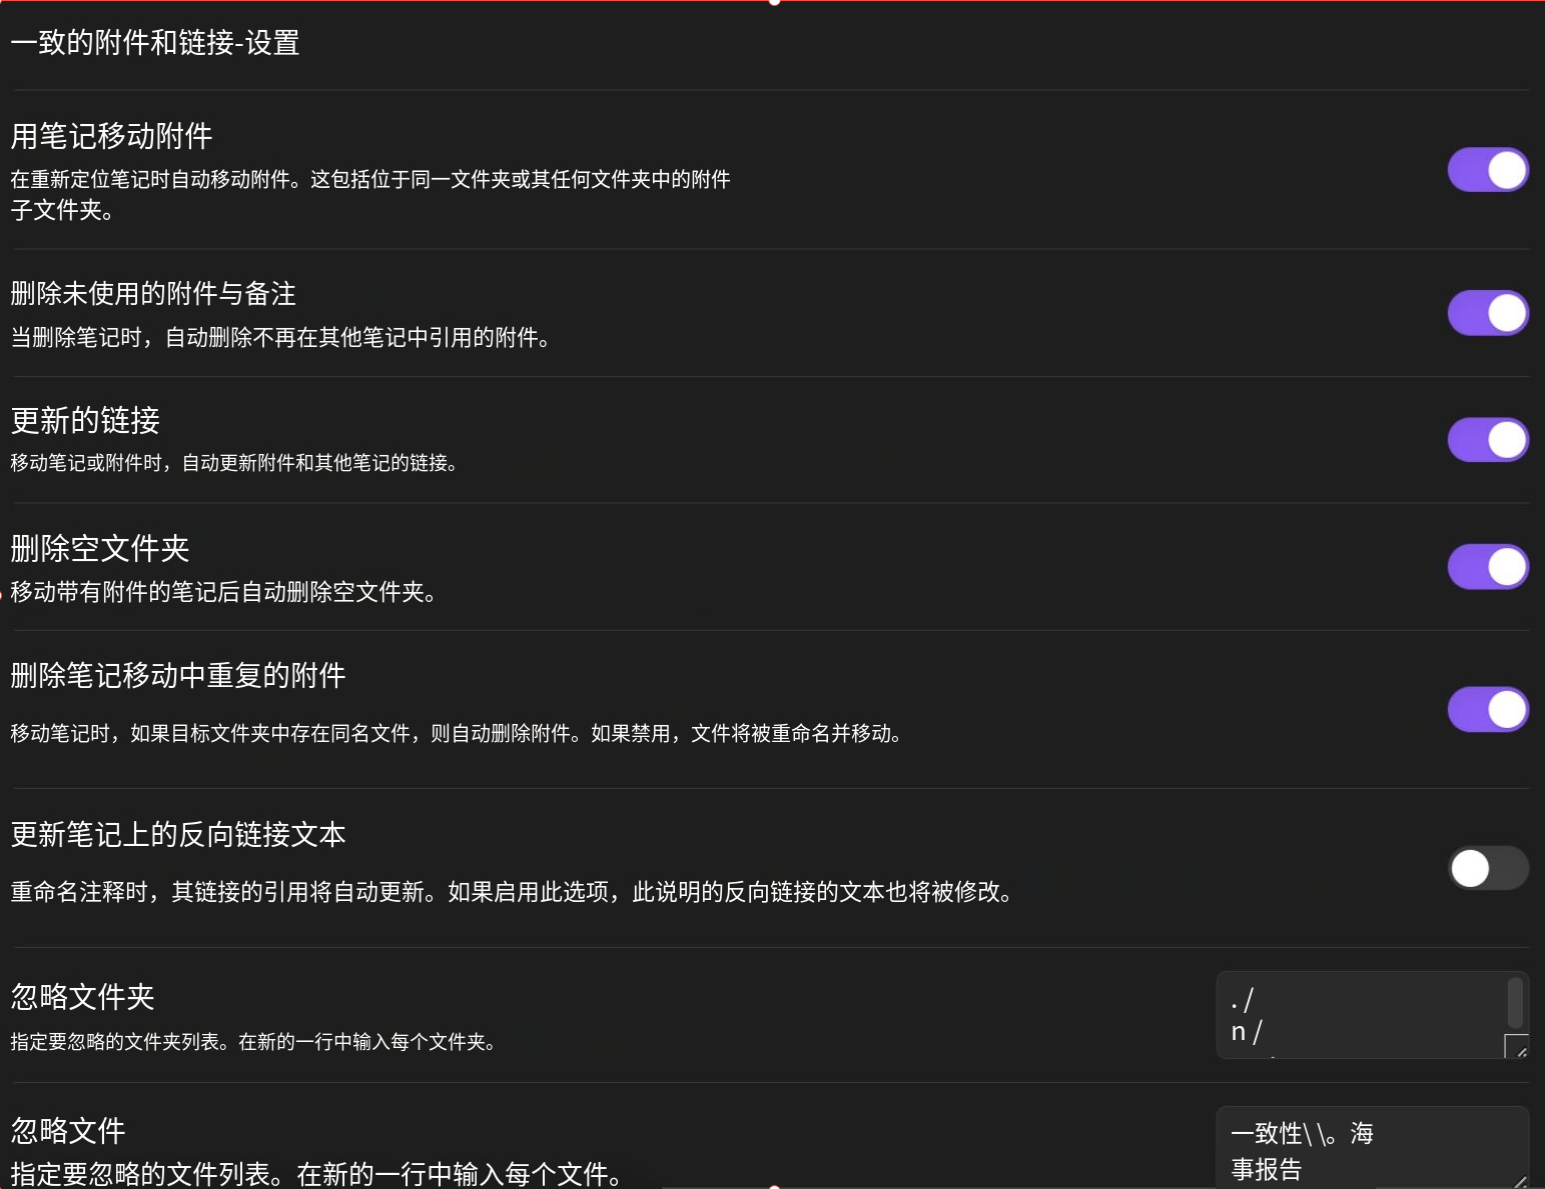 一致的附件和链接-设置
用笔记移动附件
在重新定位笔记时自动移动附件。这包括位于同一文件夹或其任何文件夹中的附件
子文件夹。
删除未使用的附件与备注
当删除笔记时，自动删除不再在其他笔记中引用的附件。
更新的链接
移动笔记或附件时，自动更新附件和其他笔记的链接。
删除空文件夹
移动带有附件的笔记后自动删除空文件夹。
删除笔记移动中重复的附件
移动笔记时，如果目标文件夹中存在同名文件，则自动删除附件。如果禁用，文件将被重命名并移动。
更新笔记上的反向链接文本
重命名注释时，其链接的引用将自动更新。如果启用此选项，此说明的反向链接的文本也将被修改。
忽略文件夹
指定要忽略的文件夹列表。在新的一行中输入每个文件夹。
. /
n /
忽略文件
指定要忽略的文件列表。在新的一行中输入每个文件。
一致性\ \。海
事报告